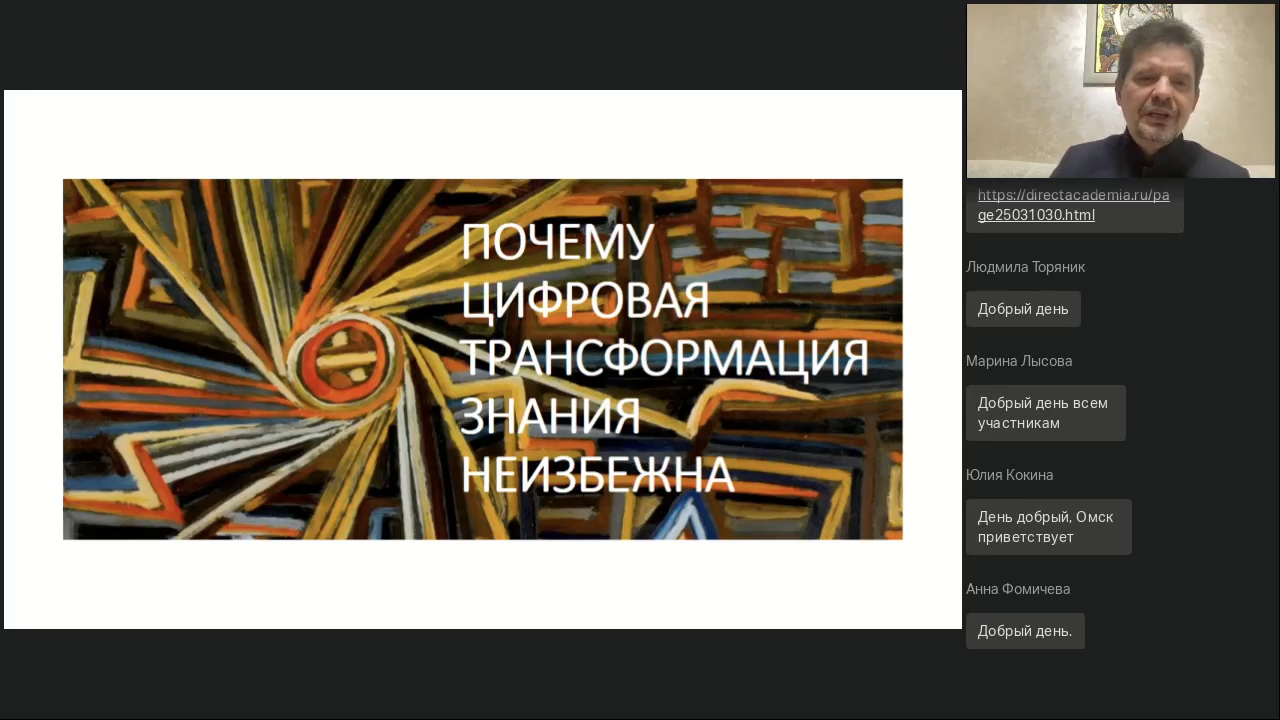 ПОЧЕМУ
ЦИФРОВАЯ
ТРАНСФОРМАЦИЯ
ЗНАНИЯ
НЕИЗБЕЖНА
https://directacademia.ru/pa
ge25031030.html
Людмила Торяник
Добрый день
Марина Лысова
Добрый день всем
участникам
Юлия Кокина
День добрый, Омск
приветствует
Анна Фомичева
Добрый день.